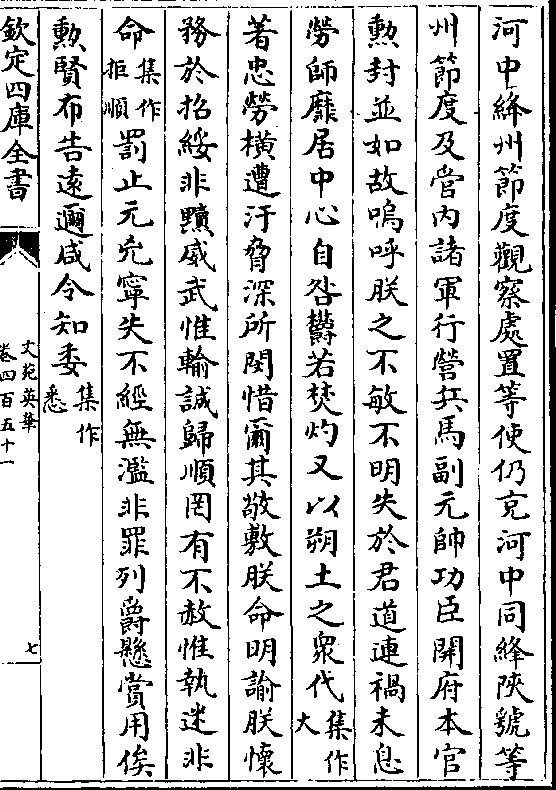 河中絳州節度觀察處置等使仍充河中同絳陜虢等
州節度及管内諸軍行營兵馬副元帥功臣開府本官
勲封並如故嗚呼朕之不敏不明失於君道連禍未息
勞師靡居中心自咎鬱若焚灼又以朔土之衆代集作大
著忠勞横遭汙脅深所閔惜爾其敬敷朕命明諭朕懷
務於招綏非黷威武惟輸誠歸順罔有不赦惟執迷非
命集作拒順罰止元兇寧失不經無濫非罪列爵懸賞用俟
勲賢布告遠邇咸令知委集作悉
欽定四庫全書
文苑英華
卷四百五十一
七